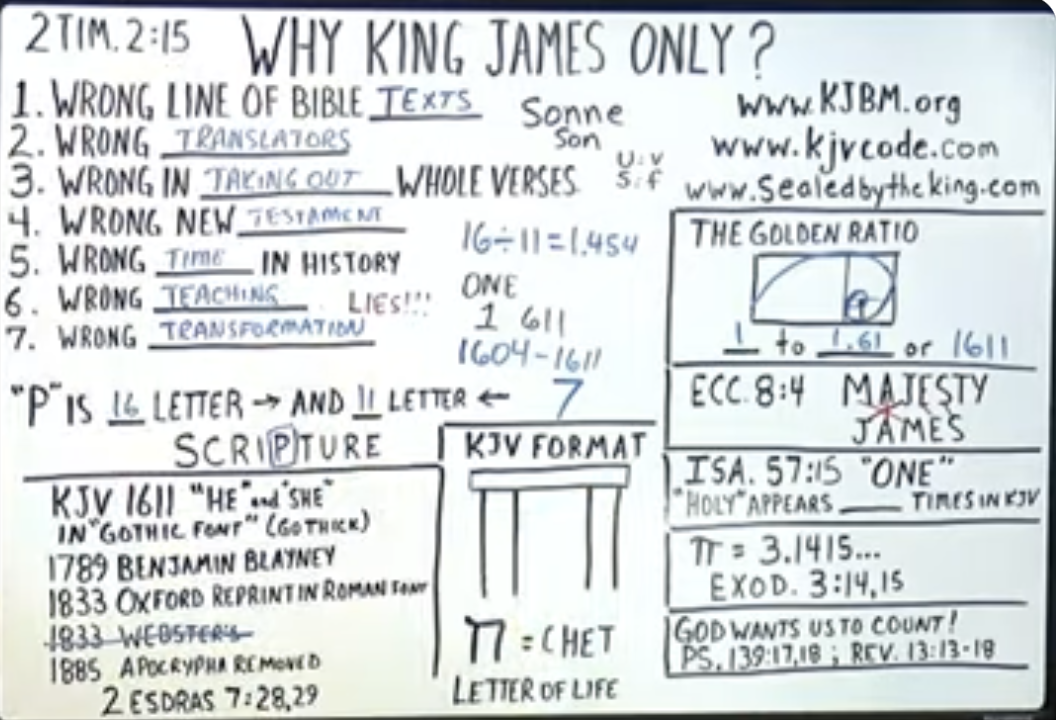 2 TIM. 2:15
WHY KING JAMES ONLY?
1. WRONG LINE OF BIBLE TEXTS
2. WRONG TRANSLATORS
3. WRONG IN TAKING OUT WHOLE VERSES
4. WRONG NEW TESTAMENT
5. WRONG TIME IN HISTORY
6. WRONG TEACHING LIES!!!
7. WRONG TRANSFORMATION
Sonne
Son
U:V
S:f
16÷11=1.454
ONE
1 611
1604-1611
7
"P" IS 16 LETTER → AND 11 LETTER ←
SCRIPTURE
KJV 1611 "HE" and "SHE"
IN "GOTHIC FONT" (GOTHICK)
1789 BENJAMIN BLAYNEY
1833 OXFORD REPRINT IN ROMAN FONT
1833 WEBSTER'S
1885 APOCRYPHA REMOVED
2 ESDRAS 7:28,29
KJV FORMAT
= CHET
LETTER OF LIFE
www.KJBM.org
www.kjvcode.com
www.Sealedbytheking.com
THE GOLDEN RATIO
1 to 1.61 or 1611
ECC. 8:4 MAJESTY
JAMES
ISA. 57:15 "ONE"
"HOLY" APPEARS ____ TIMES IN KJV
π = 3.1415...
EXOD. 3:14,15
GOD WANTS US TO COUNT!
PS. 139:17,18 ; REV. 13:13-18